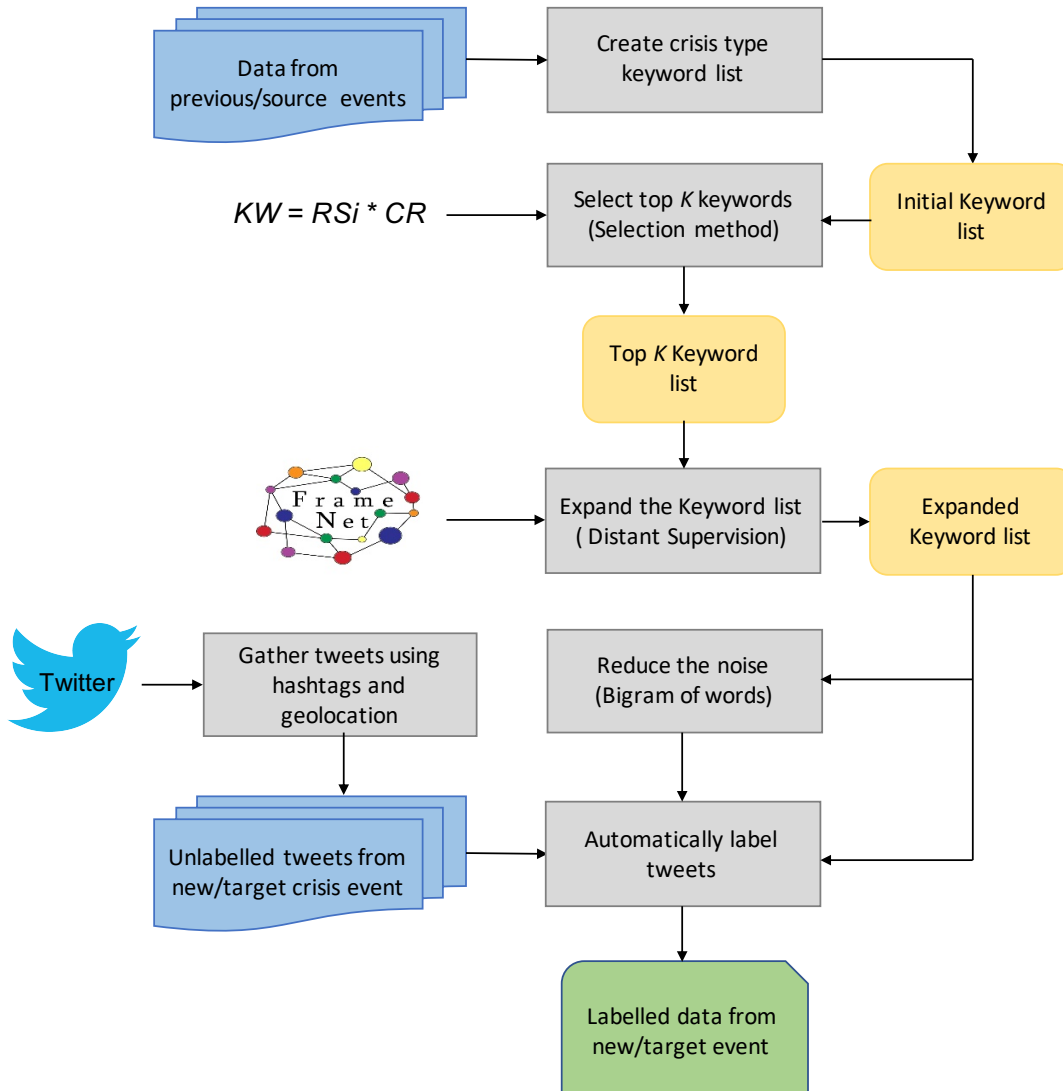 Data from
previous/source events
Create crisis type
keyword list
KW = RSi * CR
Select top K keywords
(Selection method)
Initial Keyword
list
Top K Keyword
list
Frame
Net
Expand the Keyword list
( Distant Supervision)
Expanded
Keyword list
Twitter
Gather tweets using
hashtags and
geolocation
Reduce the noise
(Bigram of words)
Unlabelled tweets from
new/target crisis event
Automatically label
tweets
Labelled data from
new/target event